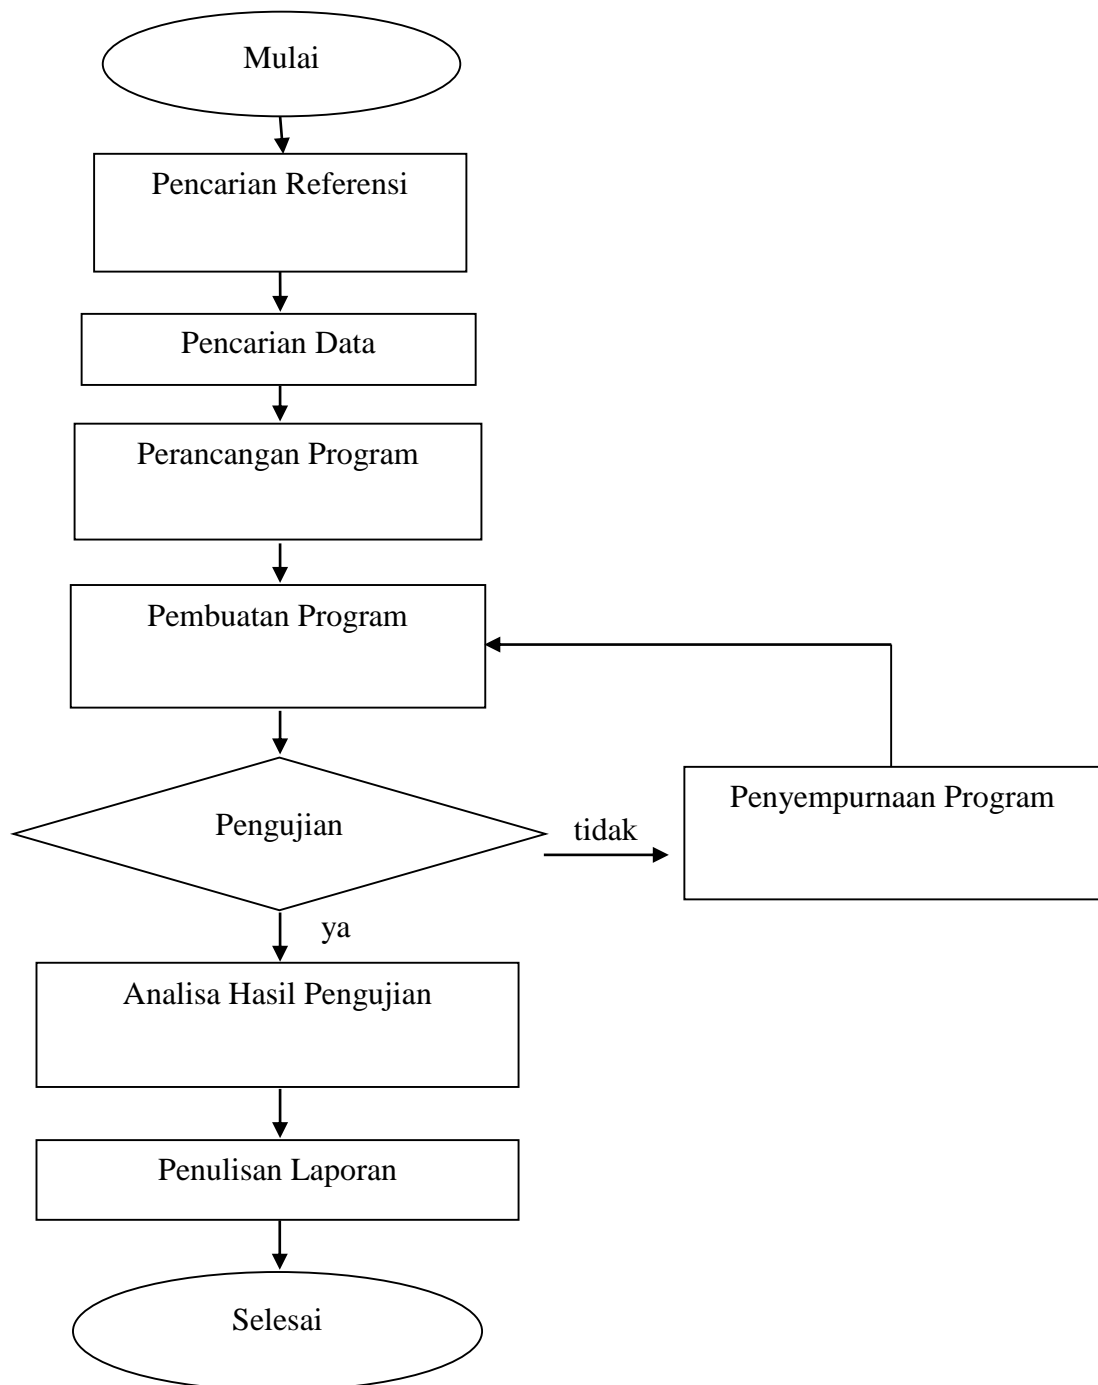 Mulai
Pencarian Referensi
Pencarian Data
Perancangan Program
Pembuatan Program
Pengujian
tidak
Penyempurnaan Program
ya
Analisa Hasil Pengujian
Penulisan Laporan
Selesai